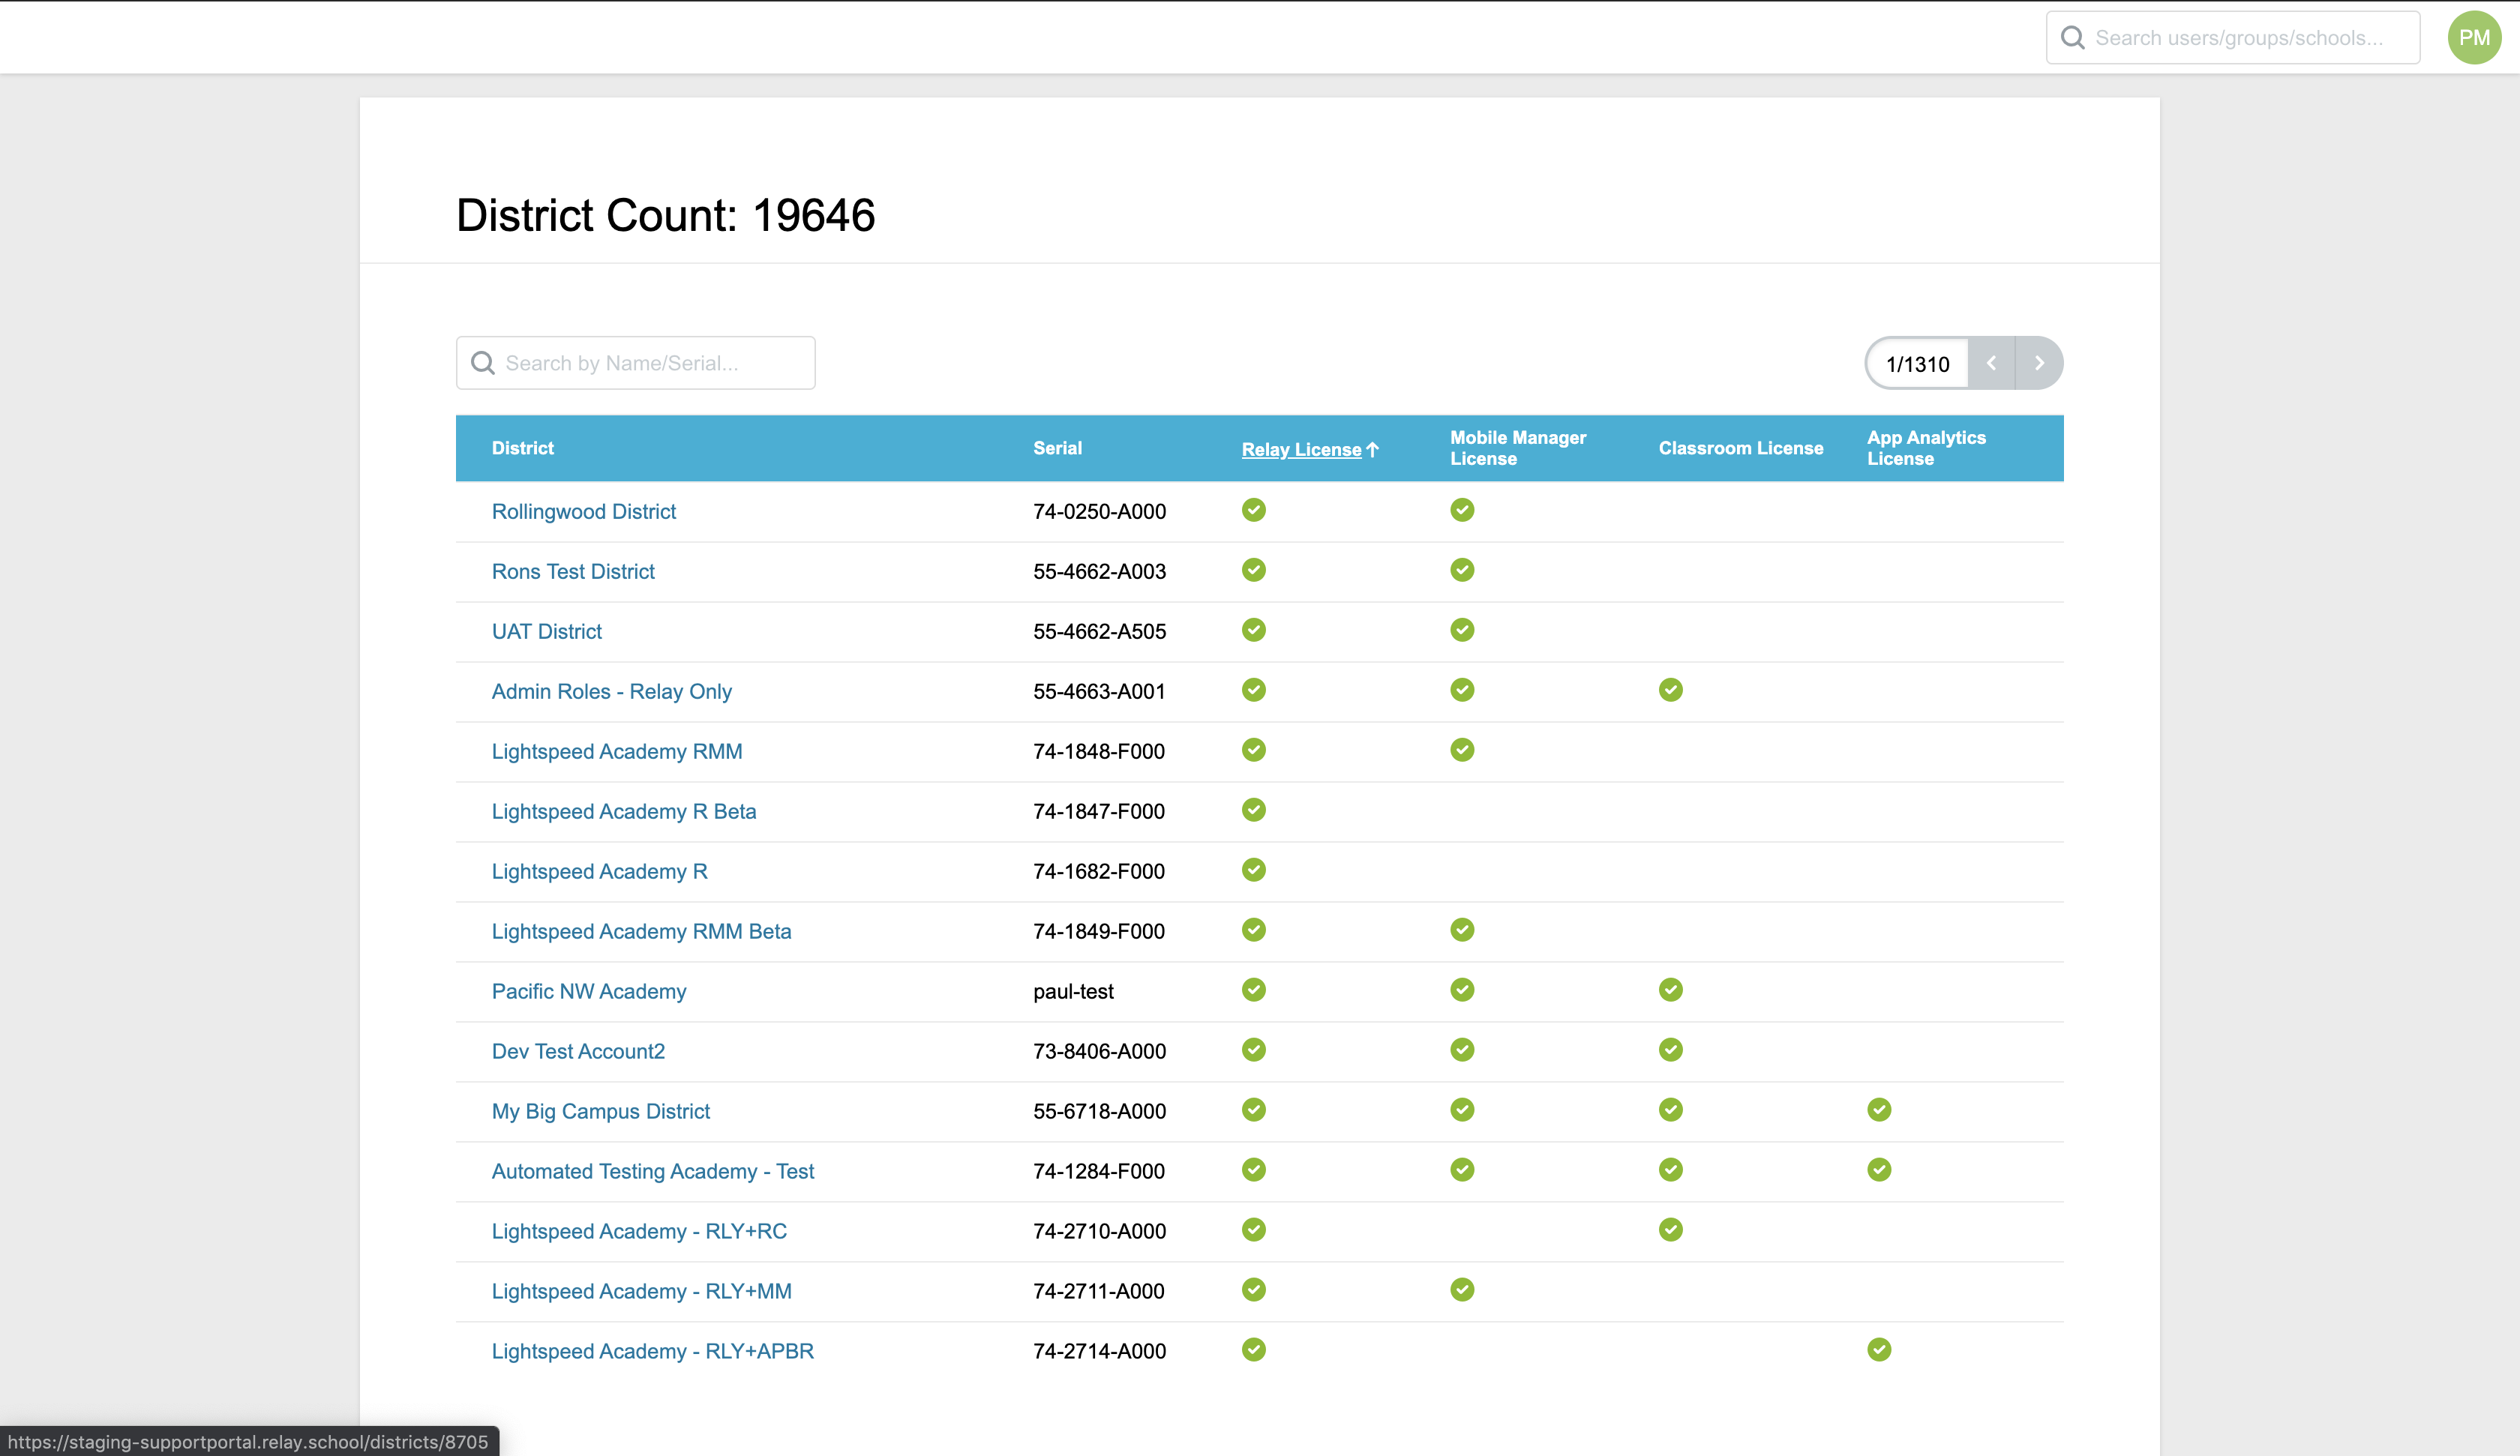 Search users/groups/schools...
PM
District Count: 19646
Search by Name/Serial...
1/1310
District Serial Relay License Mobile Manager License Classroom License App Analytics License
Rollingwood District 74-0250-A000
Rons Test District 55-4662-A003
UAT District 55-4662-A505
Admin Roles - Relay Only 55-4663-A001
Lightspeed Academy RMM 74-1848-F000
Lightspeed Academy R Beta 74-1847-F000
Lightspeed Academy R 74-1682-F000
Lightspeed Academy RMM Beta 74-1849-F000
Pacific NW Academy paul-test
Dev Test Account2 73-8406-A000
My Big Campus District 55-6718-A000
Automated Testing Academy - Test 74-1284-F000
Lightspeed Academy - RLY+RC 74-2710-A000
Lightspeed Academy - RLY+MM 74-2711-A000
Lightspeed Academy - RLY+APBR 74-2714-A000
https://staging-supportportal.relay.school/districts/8705